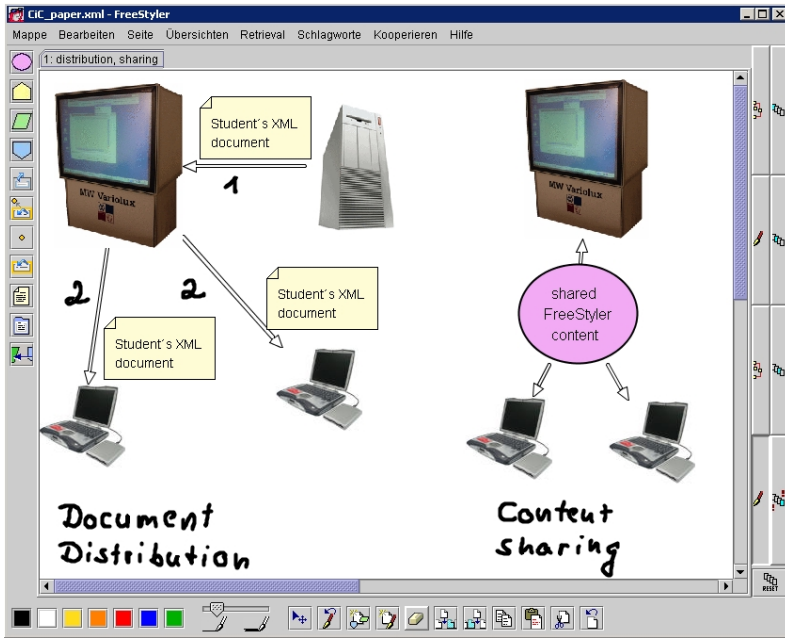 CiC_paper.xml - FreeStyler
Mappe Bearbeiten Seite Übersichten Retrieval Schlagworte Kooperieren Hilfe
1: distribution, sharing
Student´s XML
document
1
MW Variolux
MW Variolux
2
2
Student´s XML
document
Student´s XML
document
shared
FreeStyler
content
Document
Distribution
Content
sharing
RESET